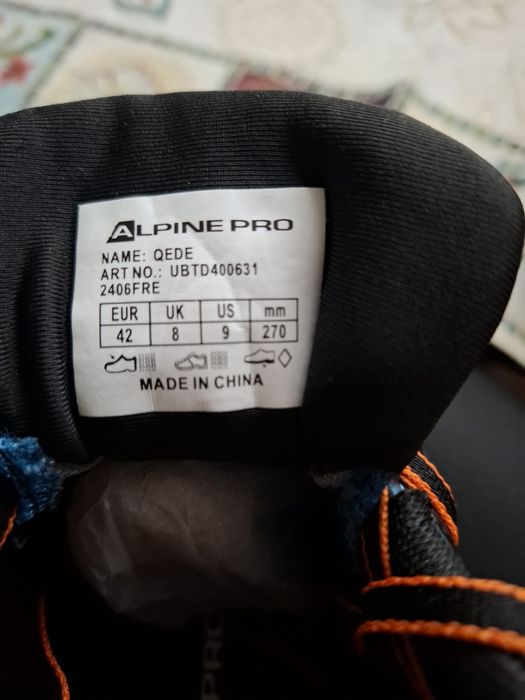 ALPINE PRO
NAME: QEDE
ART NO.: UBTD400631
2406FRE
EUR UK US mm
42 8 9 270
MADE IN CHINA
PRO